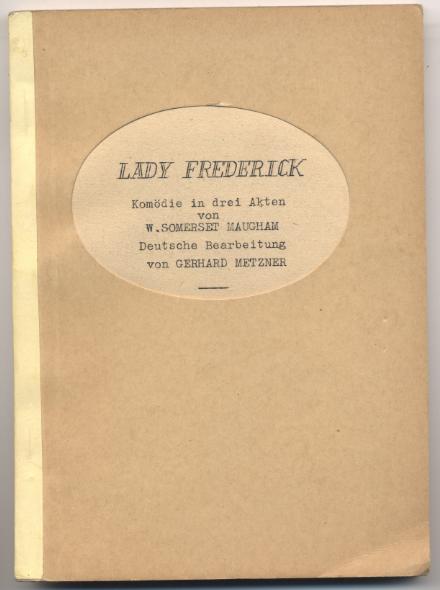 LADY FREDERICK
Komödie in drei Akten
von
W.SOMERSET MAUGHAM
Deutsche Bearbeitung
von GERHARD METZNER